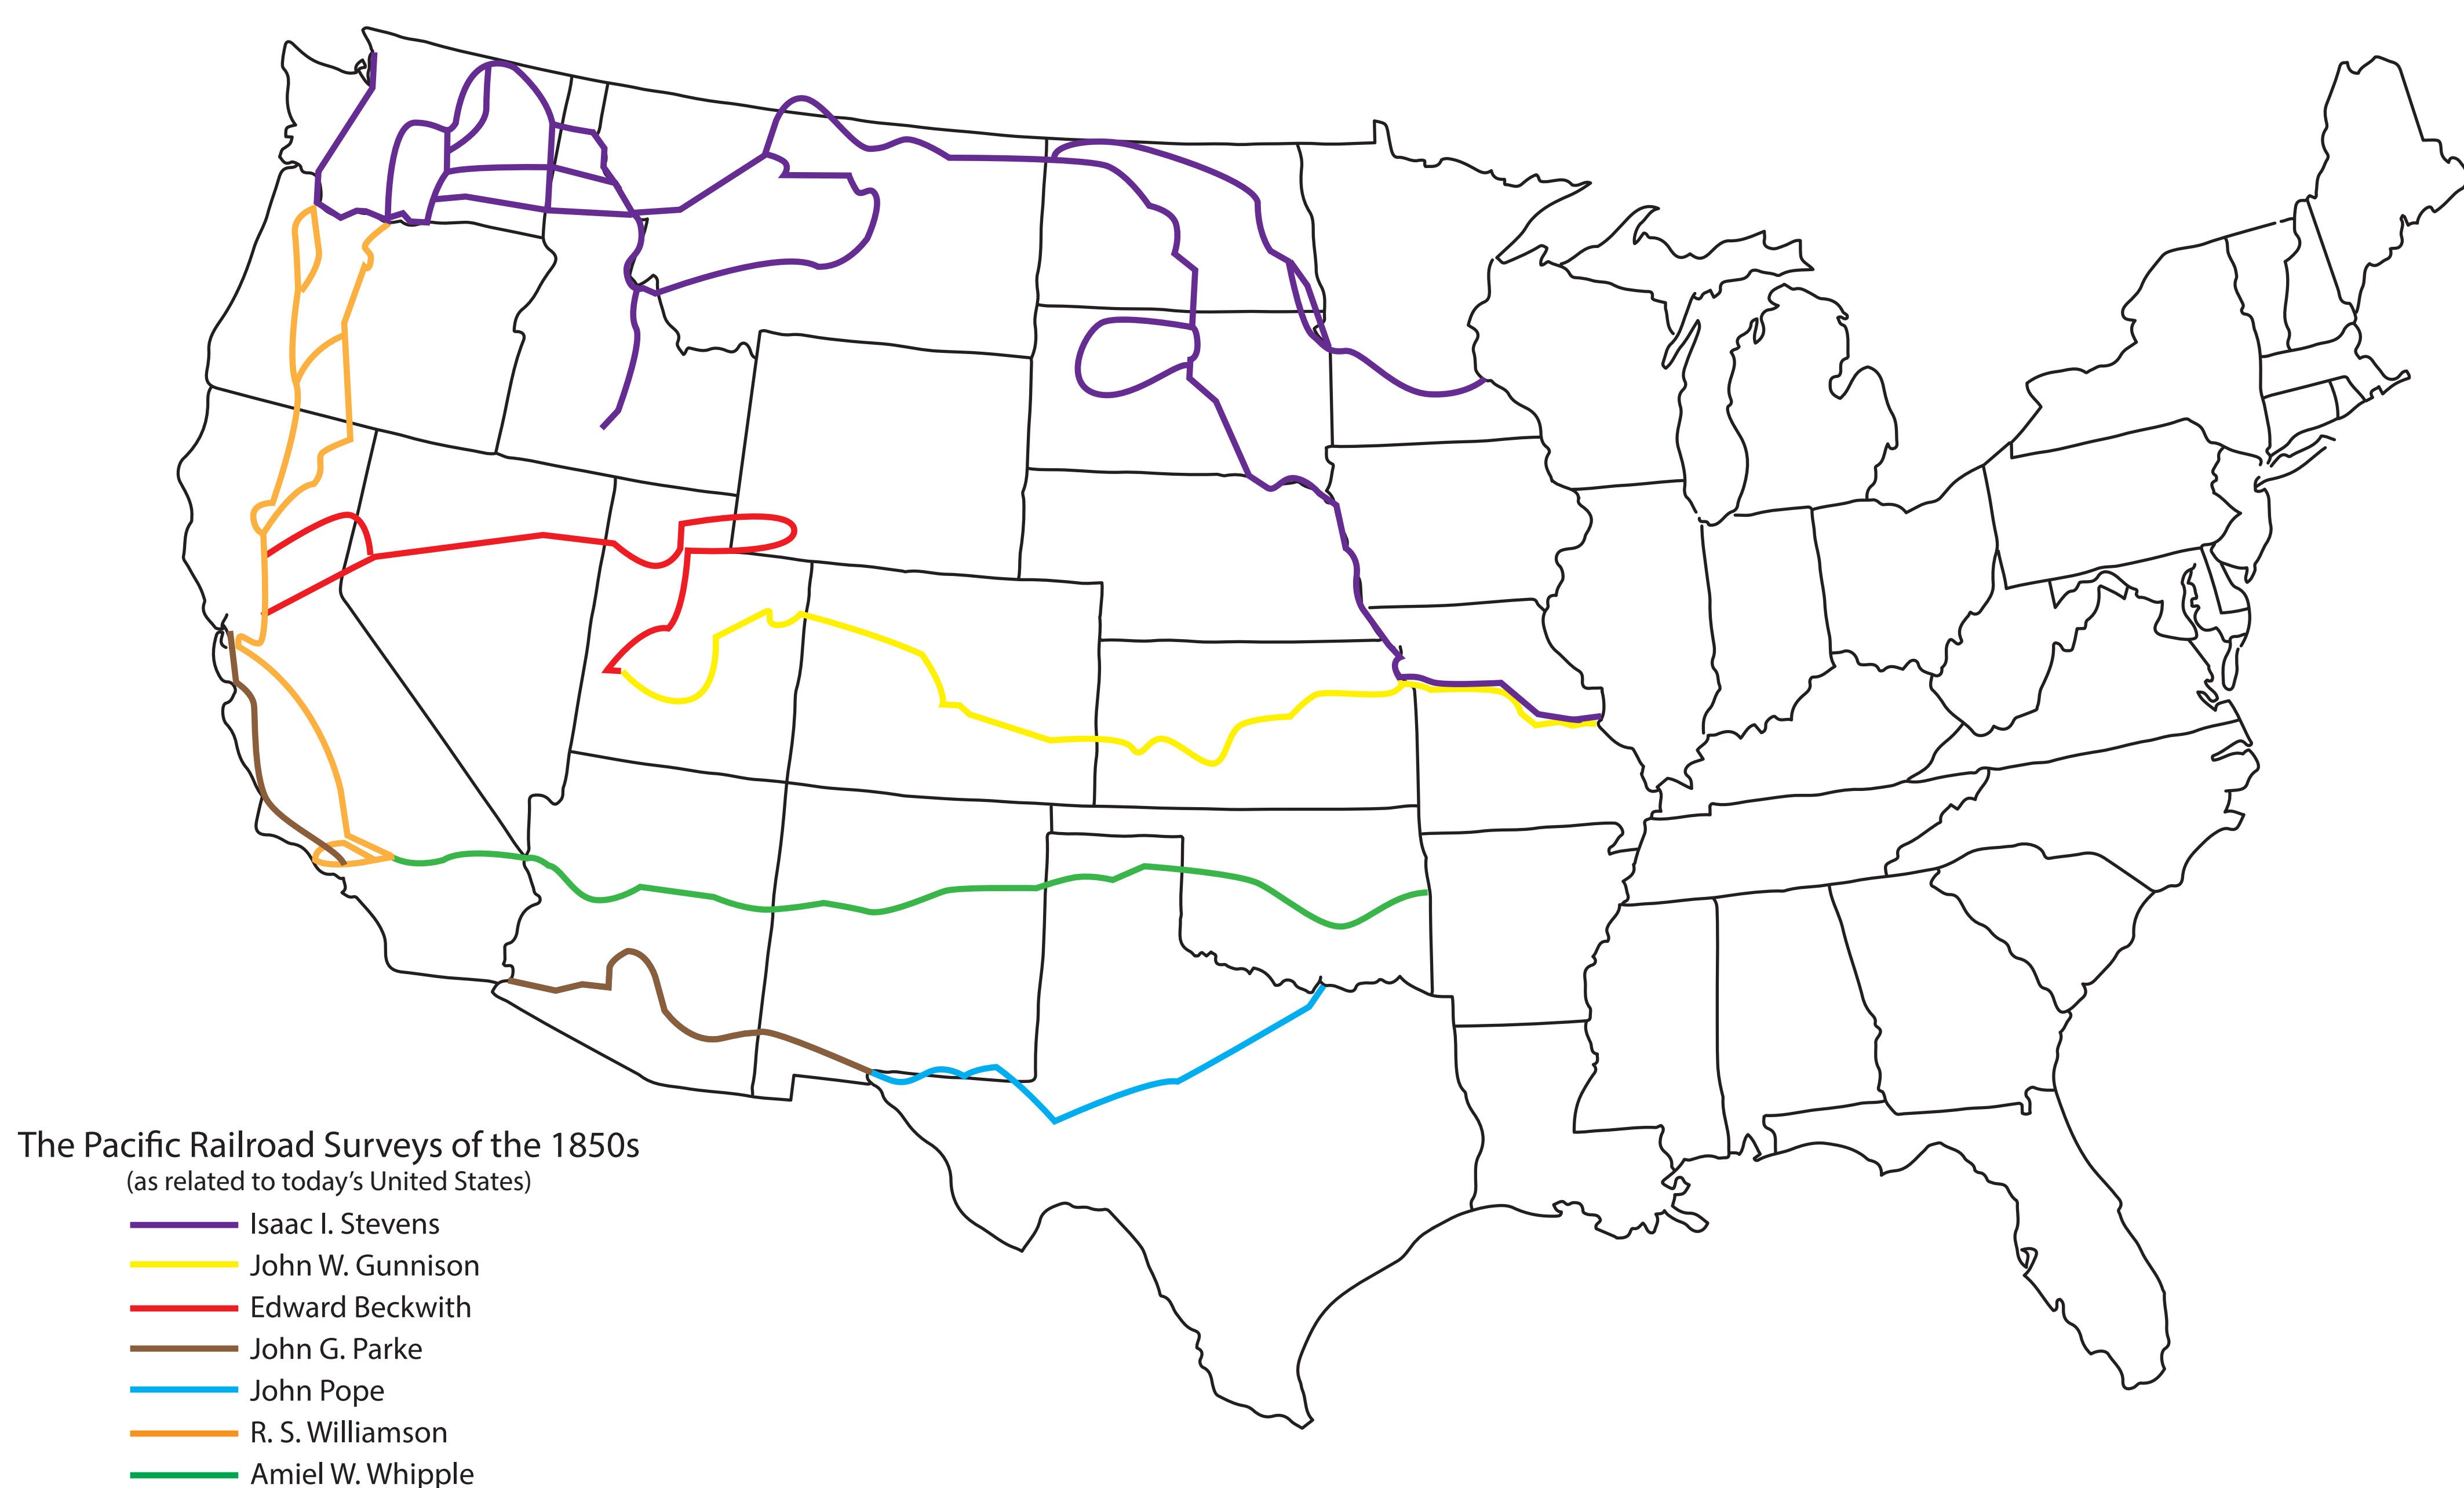 The Pacific Railroad Surveys of the 1850s
(as related to today's United States)
Isaac I. Stevens
John W. Gunnison
Edward Beckwith
John G. Parke
John Pope
R. S. Williamson
Amiel W. Whipple